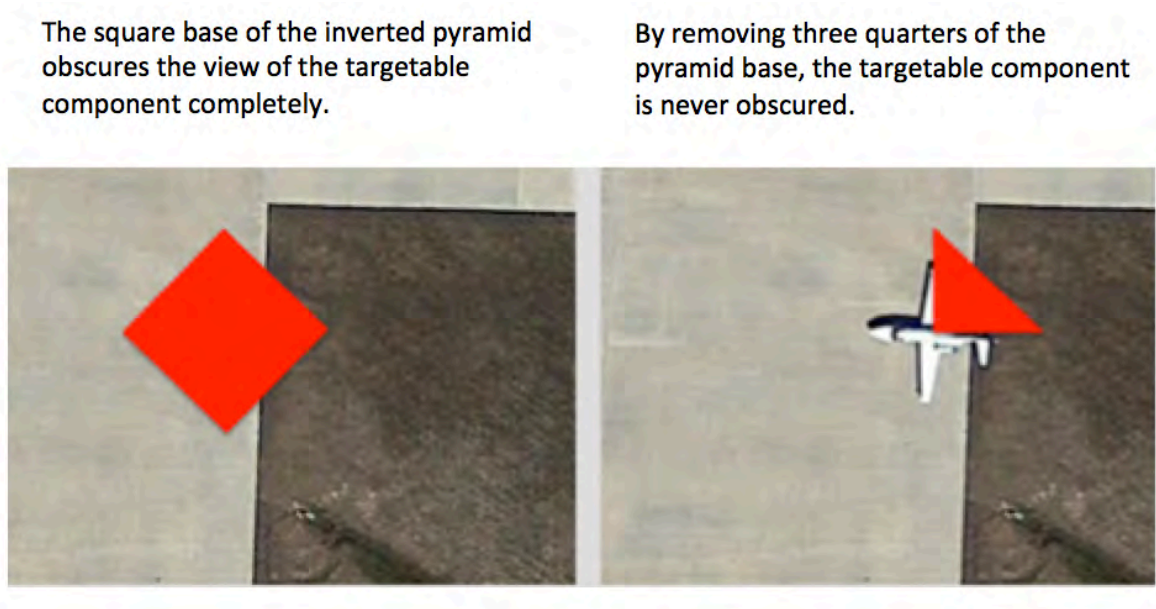 The square base of the inverted pyramid
obscures the view of the targetable
component completely.
By removing three quarters of the
pyramid base, the targetable component
is never obscured.